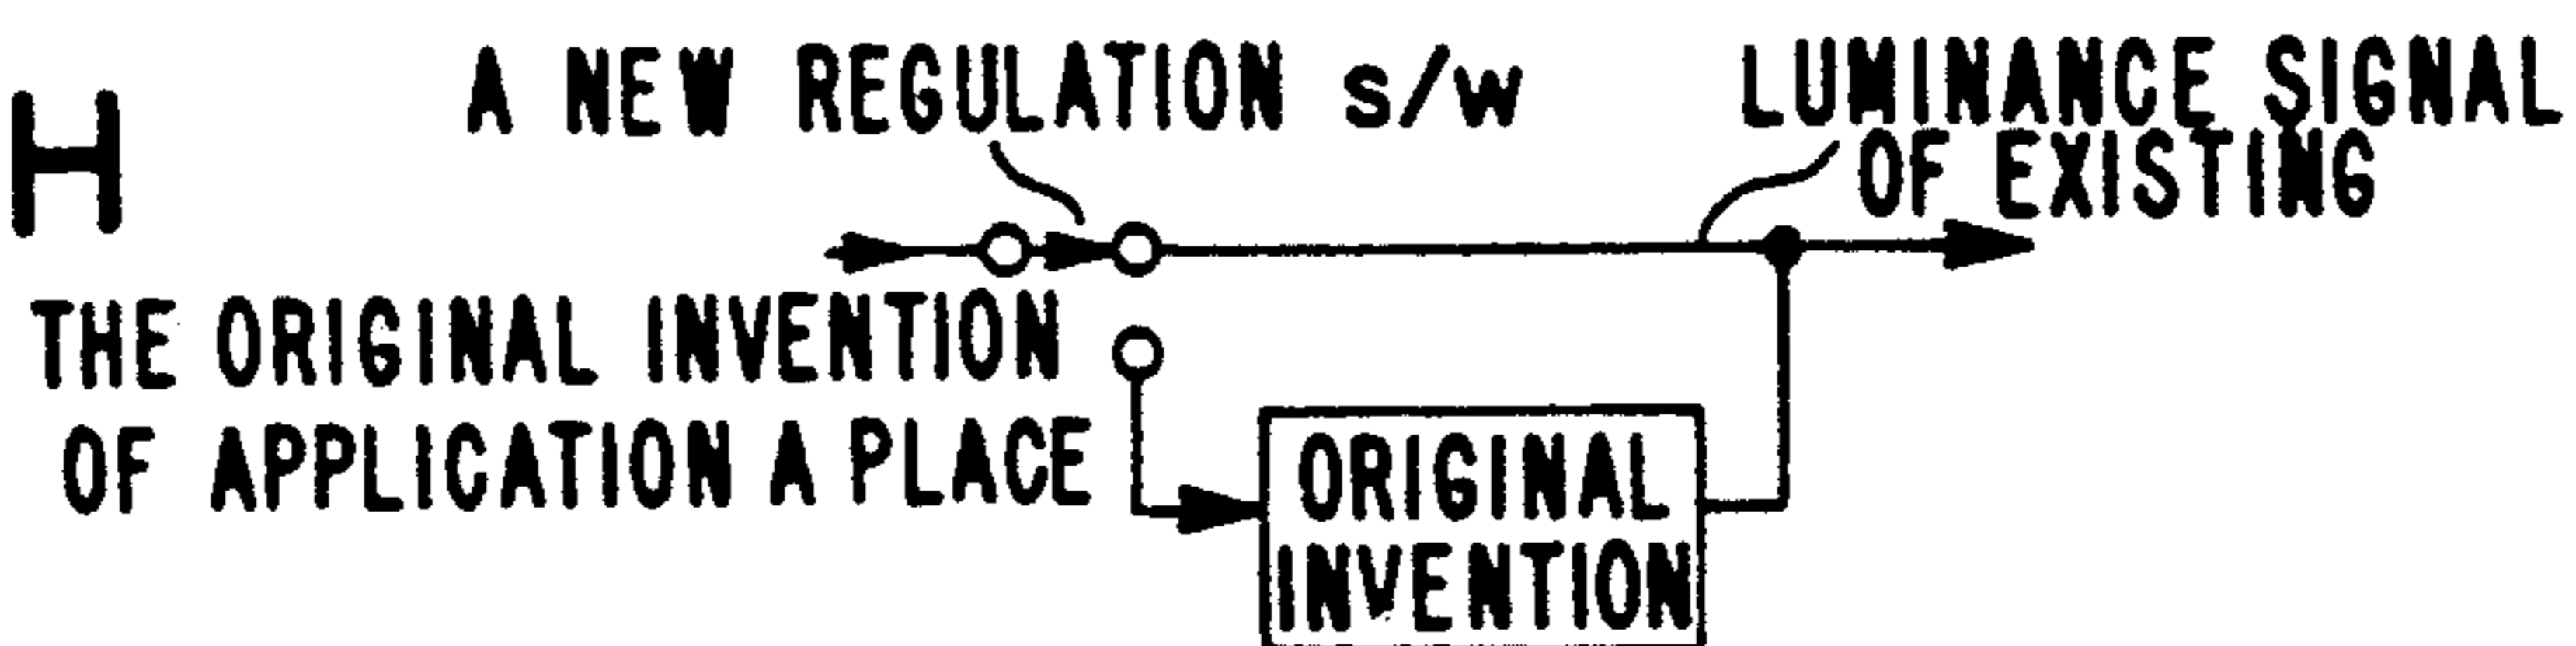 H
A NEW REGULATION s/w
LUMINANCE SIGNAL
OF EXISTING
THE ORIGINAL INVENTION
OF APPLICATION A PLACE
ORIGINAL
INVENTION